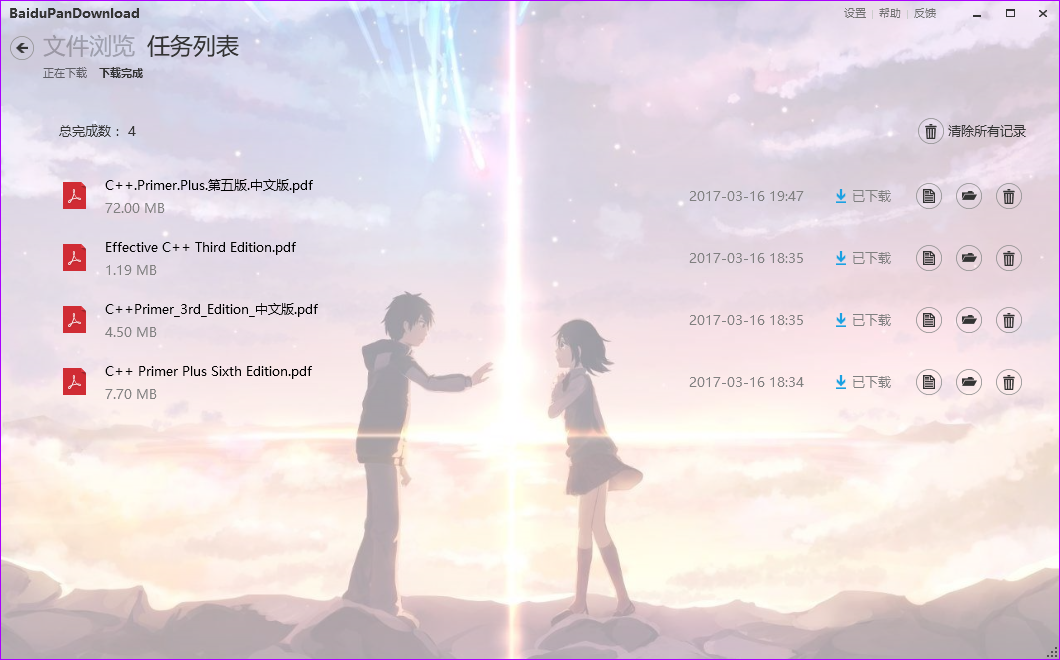 BaiduPanDownload 设置 帮助 反馈
文件浏览 任务列表
正在下载 下载完成
总完成数： 4 清除所有记录
C++.Primer.Plus.第五版.中文版.pdf
72.00 MB 2017-03-16 19:47 已下载
Effective C++ Third Edition.pdf
1.19 MB 2017-03-16 18:35 已下载
C++Primer_3rd_Edition_中文版.pdf
4.50 MB 2017-03-16 18:35 已下载
C++ Primer Plus Sixth Edition.pdf
7.70 MB 2017-03-16 18:34 已下载